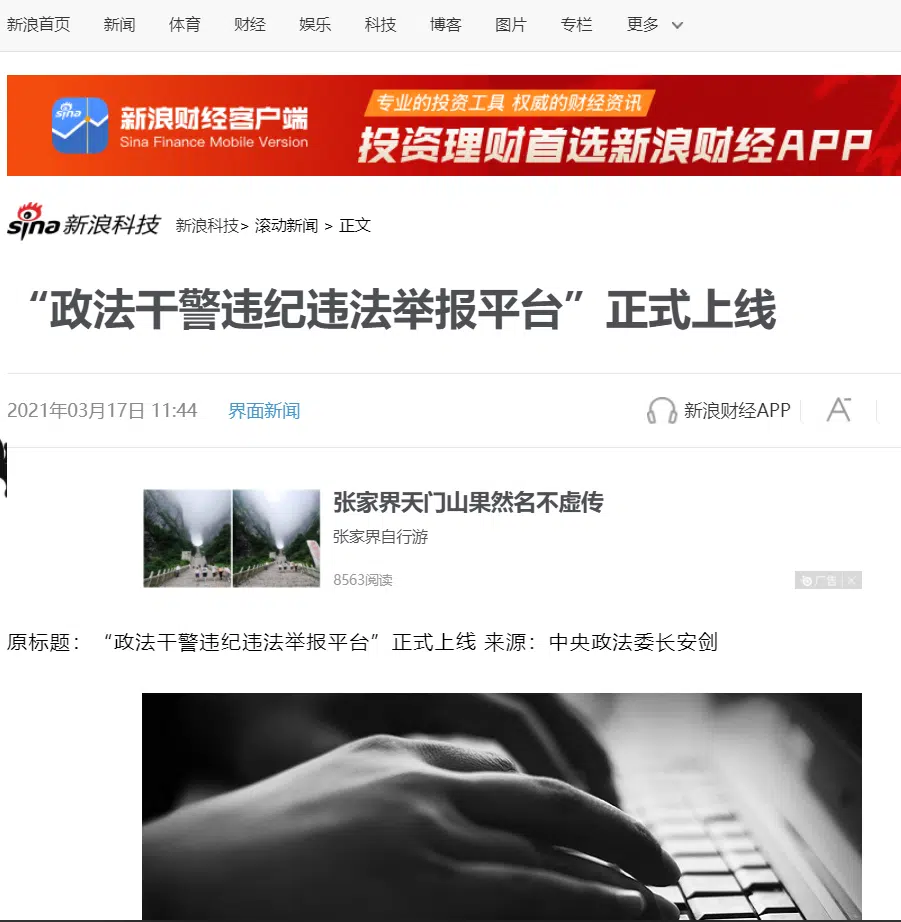 新浪首页 新闻 体育 财经 娱乐 科技 博客 图片 专栏 更多
sina
新浪财经客户端
Sina Finance Mobile Version
专业的投资工具 权威的财经资讯
投资理财首选新浪财经APP
sina新浪科技 新浪科技> 滚动新闻 > 正文
“政法干警违纪违法举报平台”正式上线
2021年03月17日 11:44 界面新闻 新浪财经APP A-
张家界天门山果然名不虚传
张家界自行游
8563阅读
广告 ×
原标题：“政法干警违纪违法举报平台”正式上线 来源：中央政法委长安剑